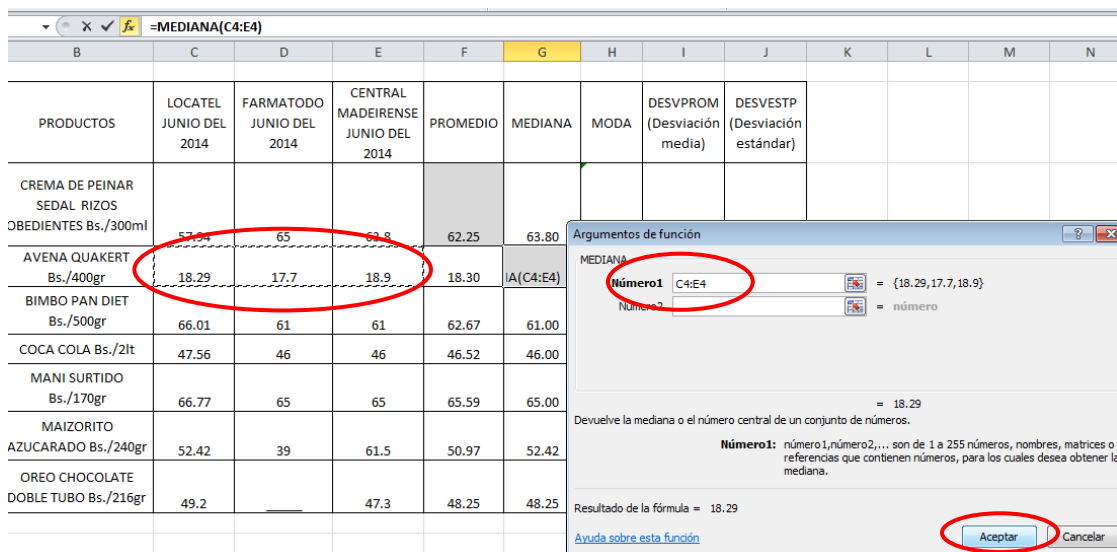 =MEDIANA(C4:E4)
B C D E F G H I J K L M N
PRODUCTOS
LOCATEL
JUNIO DEL
2014
FARMATODO
JUNIO DEL
2014
CENTRAL
MADEIRENSE
JUNIO DEL
2014
PROMEDIO
MEDIANA
MODA
DESVPROM
(Desviación
media)
DESVESTP
(Desviación
estándar)
CREMA DE PEINAR
SEDAL RIZOS
OBEDIENTES Bs./300ml
57.94 65 63.8 62.25 63.80
AVENA QUAKERT
Bs./400gr
18.29 17.7 18.9 18.30 IA(C4:E4)
BIMBO PAN DIET
Bs./500gr
66.01 61 61 62.67 61.00
COCA COLA Bs./2lt
47.56 46 46 46.52 46.00
MANI SURTIDO
Bs./170gr
66.77 65 65 65.59 65.00
MAIZORITO
AZUCARADO Bs./240gr
52.42 39 61.5 50.97 52.42
OREO CHOCOLATE
DOBLE TUBO Bs./216gr
49.2 _____ 47.3 48.25 48.25
Argumentos de función
MEDIANA
Número1 C4:E4 = {18.29,17.7,18.9}
Número2 = número
= 18.29
Devuelve la mediana o el número central de un conjunto de números.
Número1: número1,número2,... son de 1 a 255 números, nombres, matrices o
referencias que contienen números, para los cuales desea obtener la
mediana.
Resultado de la fórmula = 18.29
Ayuda sobre esta función
Aceptar
Cancelar